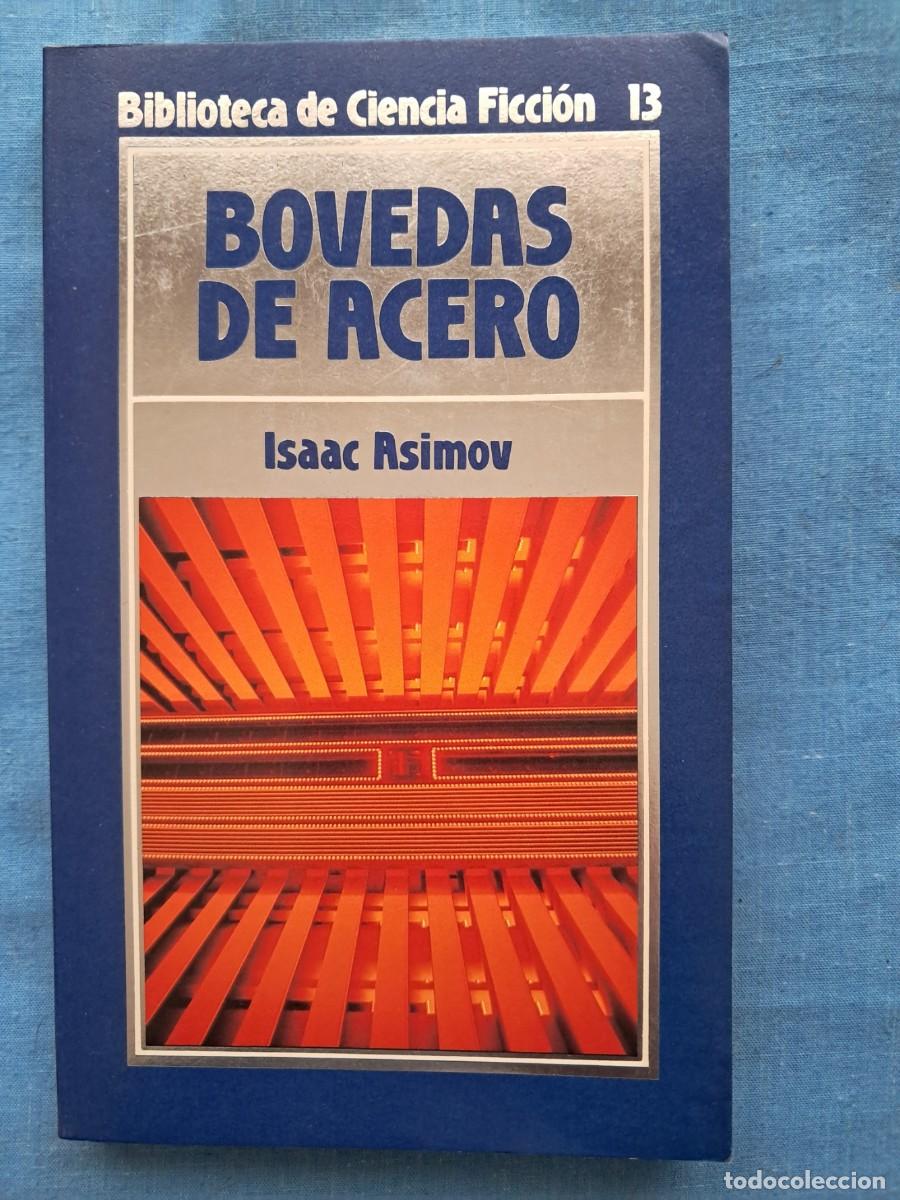 Biblioteca de Ciencia Ficción 13
BOVEDAS
DE ACERO
Isaac Asimov
todocoleccion